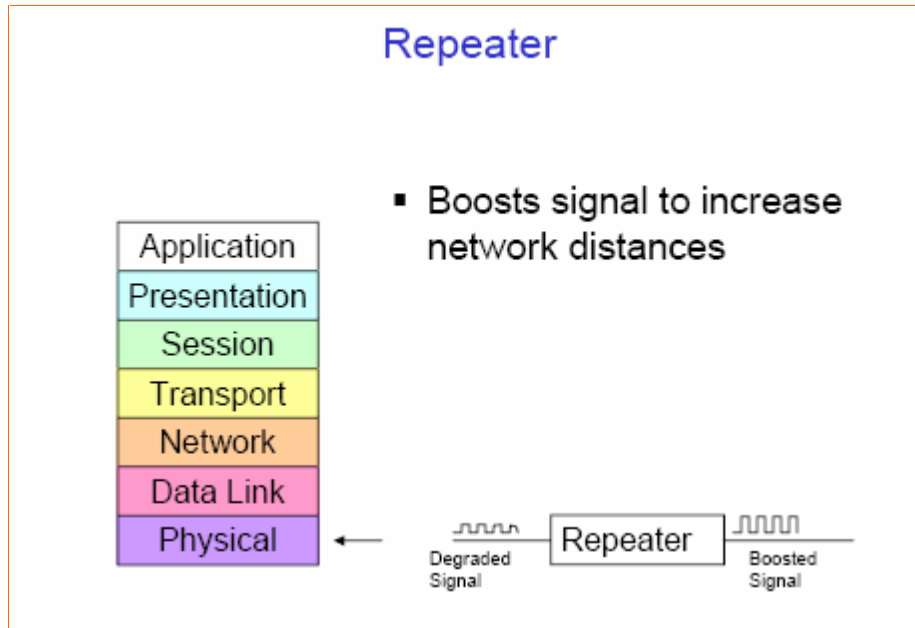 Repeater
▪ Boosts signal to increase
network distances
Application
Presentation
Session
Transport
Network
Data Link
Physical
Degraded
Signal
Repeater
Boosted
Signal